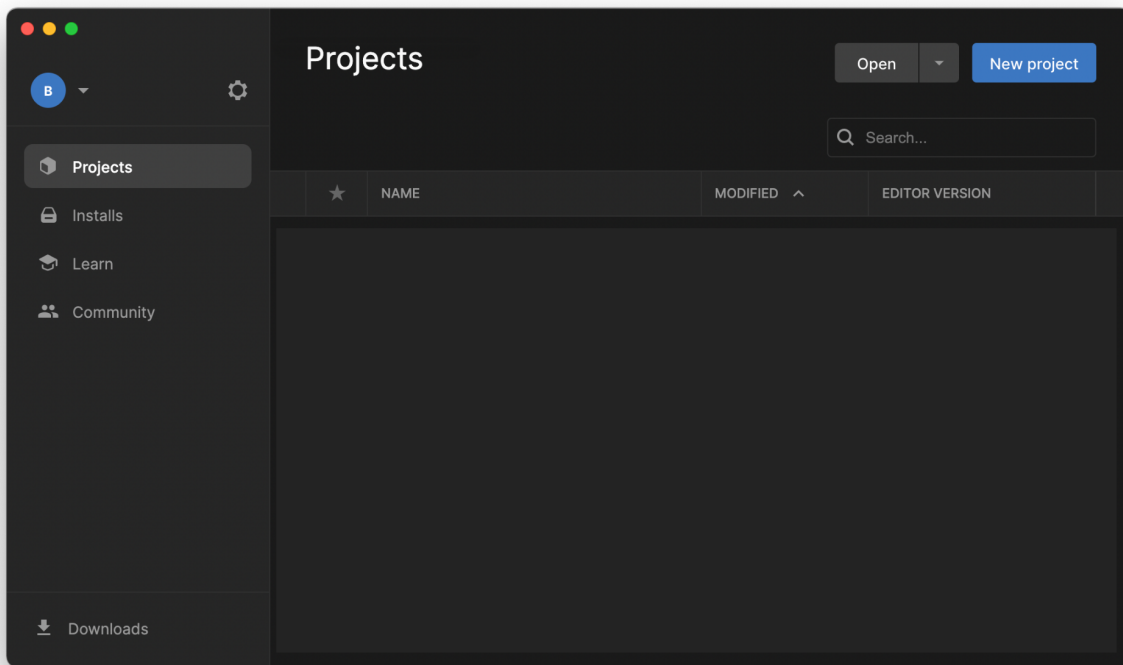 B
Projects
Installs
Learn
Community
Downloads
Projects
Open
New project
Search...
NAME
MODIFIED
EDITOR VERSION